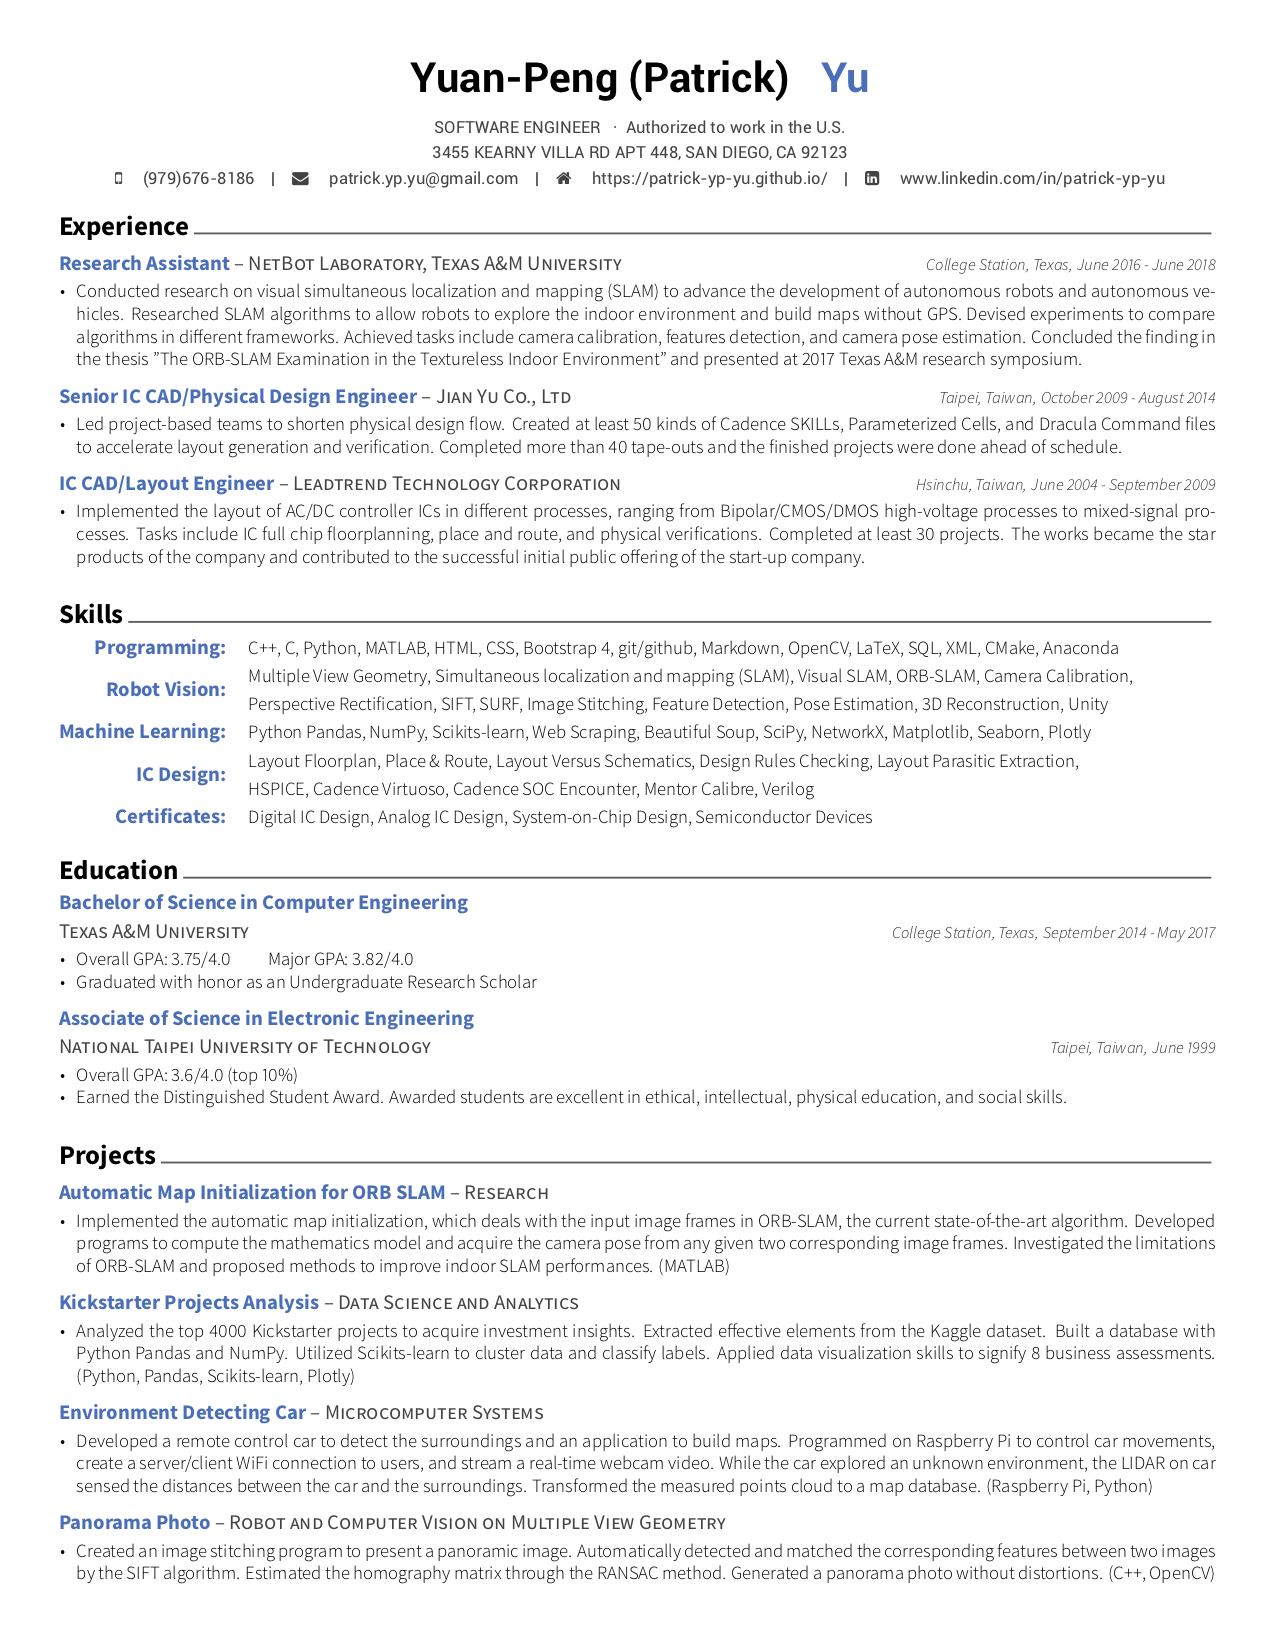 Yuan-Peng (Patrick) Yu
SOFTWARE ENGINEER · Authorized to work in the U.S.
3455 KEARNY VILLA RD APT 448, SAN DIEGO, CA 92123
(979)676-8186 | patrick.yp.yu@gmail.com | https://patrick-yp-yu.github.io/ | www.linkedin.com/in/patrick-yp-yu
Experience
Research Assistant – NetBot Laboratory, Texas A&M University College Station, Texas, June 2016 - June 2018
• Conducted research on visual simultaneous localization and mapping (SLAM) to advance the development of autonomous robots and autonomous ve-
hicles. Researched SLAM algorithms to allow robots to explore the indoor environment and build maps without GPS. Devised experiments to compare
algorithms in different frameworks. Achieved tasks include camera calibration, features detection, and camera pose estimation. Concluded the finding in
the thesis ”The ORB-SLAM Examination in the Textureless Indoor Environment” and presented at 2017 Texas A&M research symposium.
Senior IC CAD/Physical Design Engineer – Jian Yu Co., Ltd Taipei, Taiwan, October 2009 - August 2014
• Led project-based teams to shorten physical design flow. Created at least 50 kinds of Cadence SKILLs, Parameterized Cells, and Dracula Command files
to accelerate layout generation and verification. Completed more than 40 tape-outs and the finished projects were done ahead of schedule.
IC CAD/Layout Engineer – Leadtrend Technology Corporation Hsinchu, Taiwan, June 2004 - September 2009
• Implemented the layout of AC/DC controller ICs in different processes, ranging from Bipolar/CMOS/DMOS high-voltage processes to mixed-signal pro-
cesses. Tasks include IC full chip floorplanning, place and route, and physical verifications. Completed at least 30 projects. The works became the star
products of the company and contributed to the successful initial public offering of the start-up company.
Skills
Programming: C++, C, Python, MATLAB, HTML, CSS, Bootstrap 4, git/github, Markdown, OpenCV, LaTeX, SQL, XML, CMake, Anaconda
Robot Vision: Multiple View Geometry, Simultaneous localization and mapping (SLAM), Visual SLAM, ORB-SLAM, Camera Calibration,
Perspective Rectification, SIFT, SURF, Image Stitching, Feature Detection, Pose Estimation, 3D Reconstruction, Unity
Machine Learning: Python Pandas, NumPy, Scikits-learn, Web Scraping, Beautiful Soup, SciPy, NetworkX, Matplotlib, Seaborn, Plotly
IC Design: Layout Floorplan, Place & Route, Layout Versus Schematics, Design Rules Checking, Layout Parasitic Extraction,
HSPICE, Cadence Virtuoso, Cadence SOC Encounter, Mentor Calibre, Verilog
Certificates: Digital IC Design, Analog IC Design, System-on-Chip Design, Semiconductor Devices
Education
Bachelor of Science in Computer Engineering
Texas A&M University College Station, Texas, September 2014 - May 2017
• Overall GPA: 3.75/4.0 Major GPA: 3.82/4.0
• Graduated with honor as an Undergraduate Research Scholar
Associate of Science in Electronic Engineering
National Taipei University of Technology Taipei, Taiwan, June 1999
• Overall GPA: 3.6/4.0 (top 10%)
• Earned the Distinguished Student Award. Awarded students are excellent in ethical, intellectual, physical education, and social skills.
Projects
Automatic Map Initialization for ORB SLAM – Research
• Implemented the automatic map initialization, which deals with the input image frames in ORB-SLAM, the current state-of-the-art algorithm. Developed
programs to compute the mathematics model and acquire the camera pose from any given two corresponding image frames. Investigated the limitations
of ORB-SLAM and proposed methods to improve indoor SLAM performances. (MATLAB)
Kickstarter Projects Analysis – Data Science and Analytics
• Analyzed the top 4000 Kickstarter projects to acquire investment insights. Extracted effective elements from the Kaggle dataset. Built a database with
Python Pandas and NumPy. Utilized Scikits-learn to cluster data and classify labels. Applied data visualization skills to signify 8 business assessments.
(Python, Pandas, Scikits-learn, Plotly)
Environment Detecting Car – Microcomputer Systems
• Developed a remote control car to detect the surroundings and an application to build maps. Programmed on Raspberry Pi to control car movements,
create a server/client WiFi connection to users, and stream a real-time webcam video. While the car explored an unknown environment, the LIDAR on car
sensed the distances between the car and the surroundings. Transformed the measured points cloud to a map database. (Raspberry Pi, Python)
Panorama Photo – Robot and Computer Vision on Multiple View Geometry
• Created an image stitching program to present a panoramic image. Automatically detected and matched the corresponding features between two images
by the SIFT algorithm. Estimated the homography matrix through the RANSAC method. Generated a panorama photo without distortions. (C++, OpenCV)